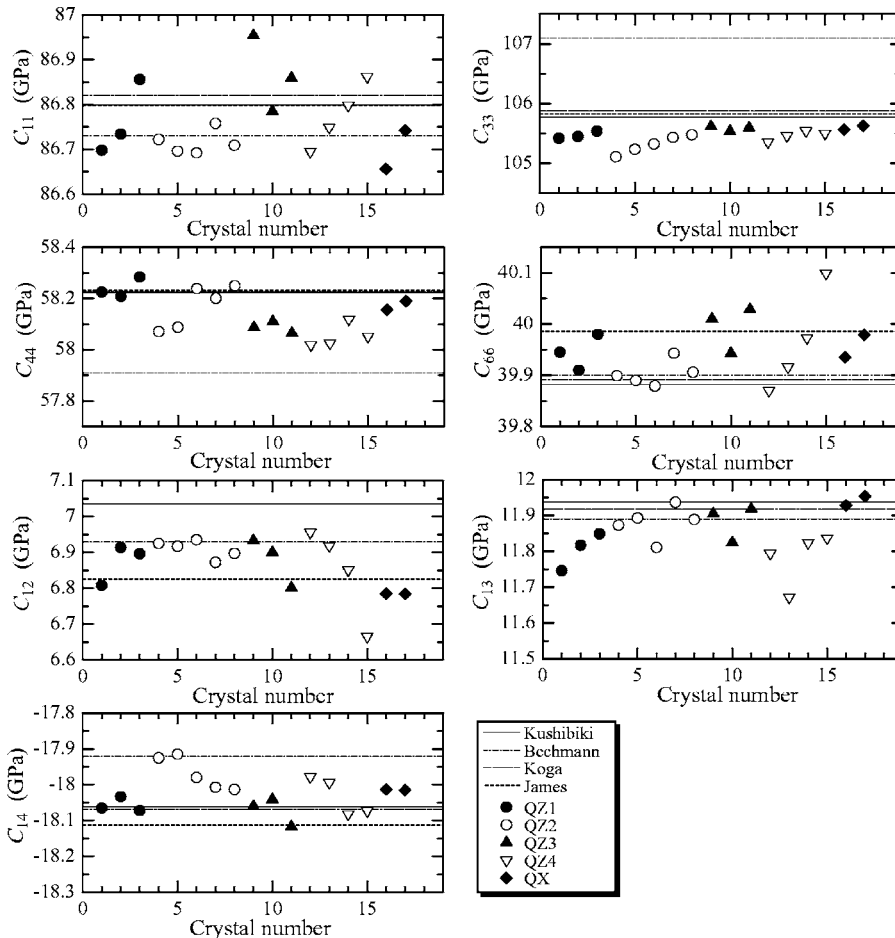 87
86.9
86.8
86.7
86.6
C11 (GPa)
0 5 10 15
Crystal number
107
106
105
C33 (GPa)
0 5 10 15
Crystal number
58.4
58.2
58
57.8
C44 (GPa)
0 5 10 15
Crystal number
40.1
40
39.9
39.8
C66 (GPa)
0 5 10 15
Crystal number
7.1
7
6.9
6.8
6.7
6.6
C12 (GPa)
0 5 10 15
Crystal number
12
11.9
11.8
11.7
11.6
11.5
C13 (GPa)
0 5 10 15
Crystal number
-17.8
-17.9
-18
-18.1
-18.2
-18.3
C14 (GPa)
0 5 10 15
Crystal number
Kushibiki
Bechmann
Koga
James
QZ1
QZ2
QZ3
QZ4
QX